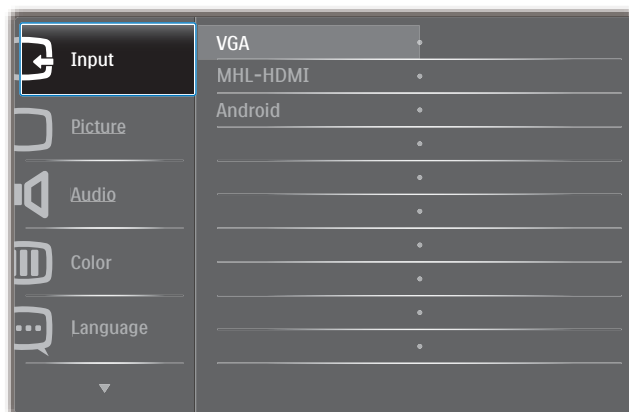 Input
Picture
Audio
Color
Language
VGA
MHL-HDMI
Android